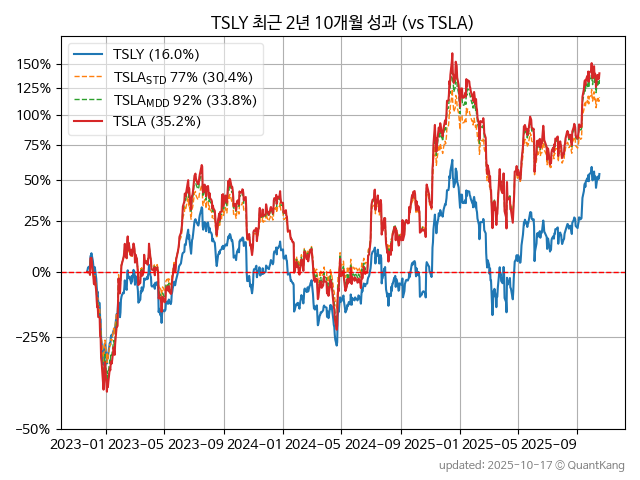 TSLY 최근 2년 10개월 성과 (vs TSLA)
TSLY (16.0%)
TSLA_STD 77% (30.4%)
TSLA_MDD 92% (33.8%)
TSLA (35.2%)
150%
125%
100%
75%
50%
25%
0%
−25%
−50%
2023-01 2023-05 2023-09 2024-01 2024-05 2024-09 2025-01 2025-05 2025-09
updated: 2025-10-17 © QuantKang